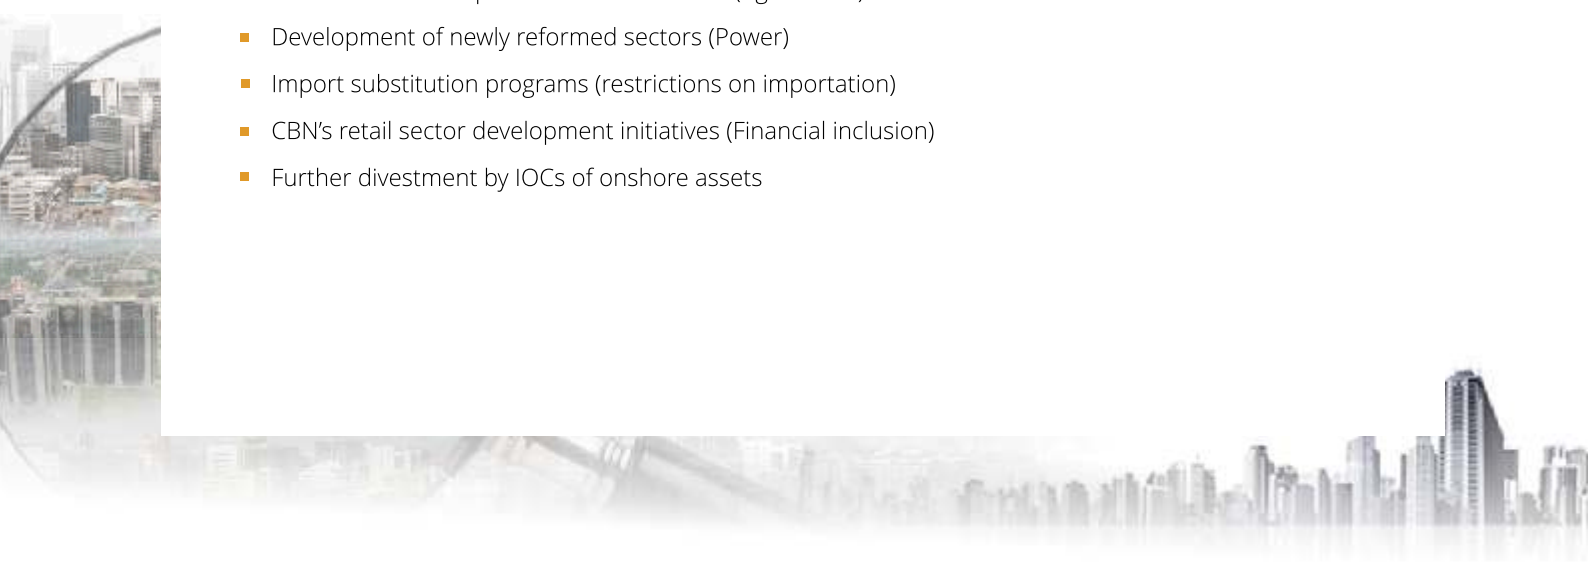 Development of newly reformed sectors (Power)
Import substitution programs (restrictions on importation)
CBN’s retail sector development initiatives (Financial inclusion)
Further divestment by IOCs of onshore assets